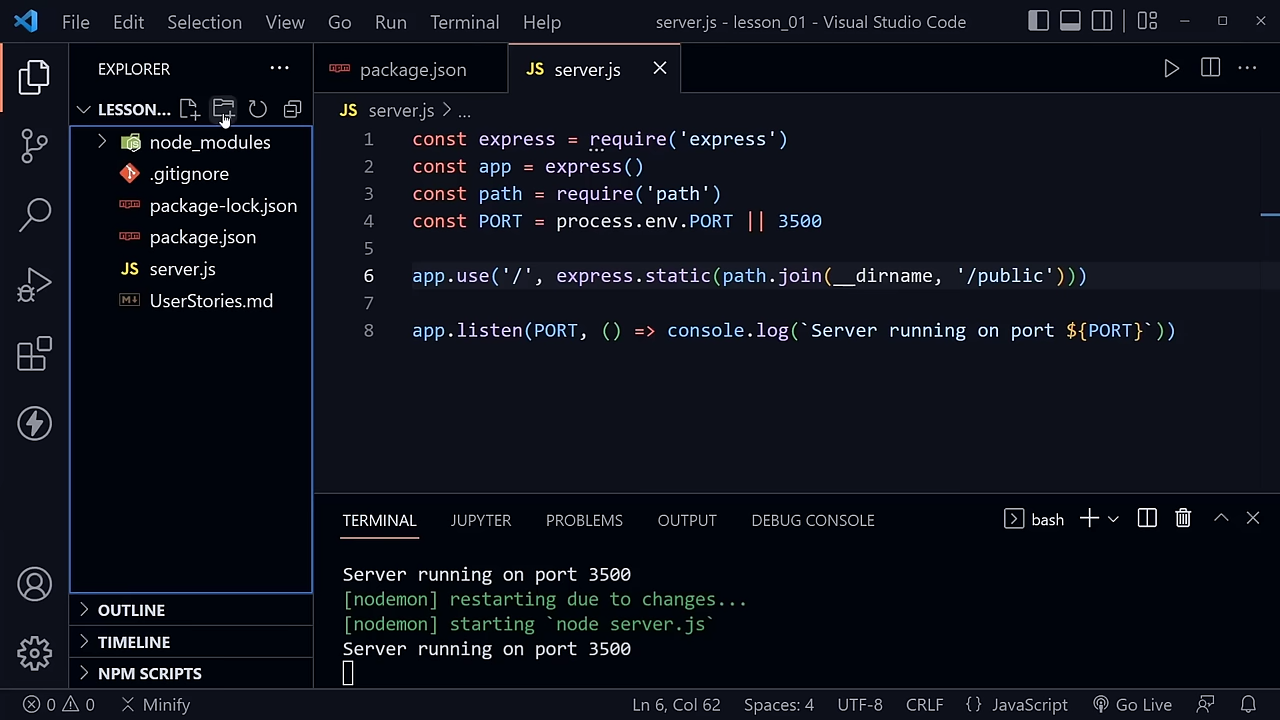 File Edit Selection View Go Run Terminal Help server.js - lesson_01 - Visual Studio Code
EXPLORER
LESSON...
node_modules
.gitignore
package-lock.json
package.json
JS server.js
UserStories.md
OUTLINE
TIMELINE
NPM SCRIPTS
package.json JS server.js
JS server.js > ...
1 const express = require('express')
2 const app = express()
3 const path = require('path')
4 const PORT = process.env.PORT || 3500
5
6 app.use('/', express.static(path.join(__dirname, '/public')))
7
8 app.listen(PORT, () => console.log(`Server running on port ${PORT}`))
TERMINAL JUPYTER PROBLEMS OUTPUT DEBUG CONSOLE bash
Server running on port 3500
[nodemon] restarting due to changes...
[nodemon] starting `node server.js`
Server running on port 3500
0 0 Minify Ln 6, Col 62 Spaces: 4 UTF-8 CRLF {} JavaScript Go Live